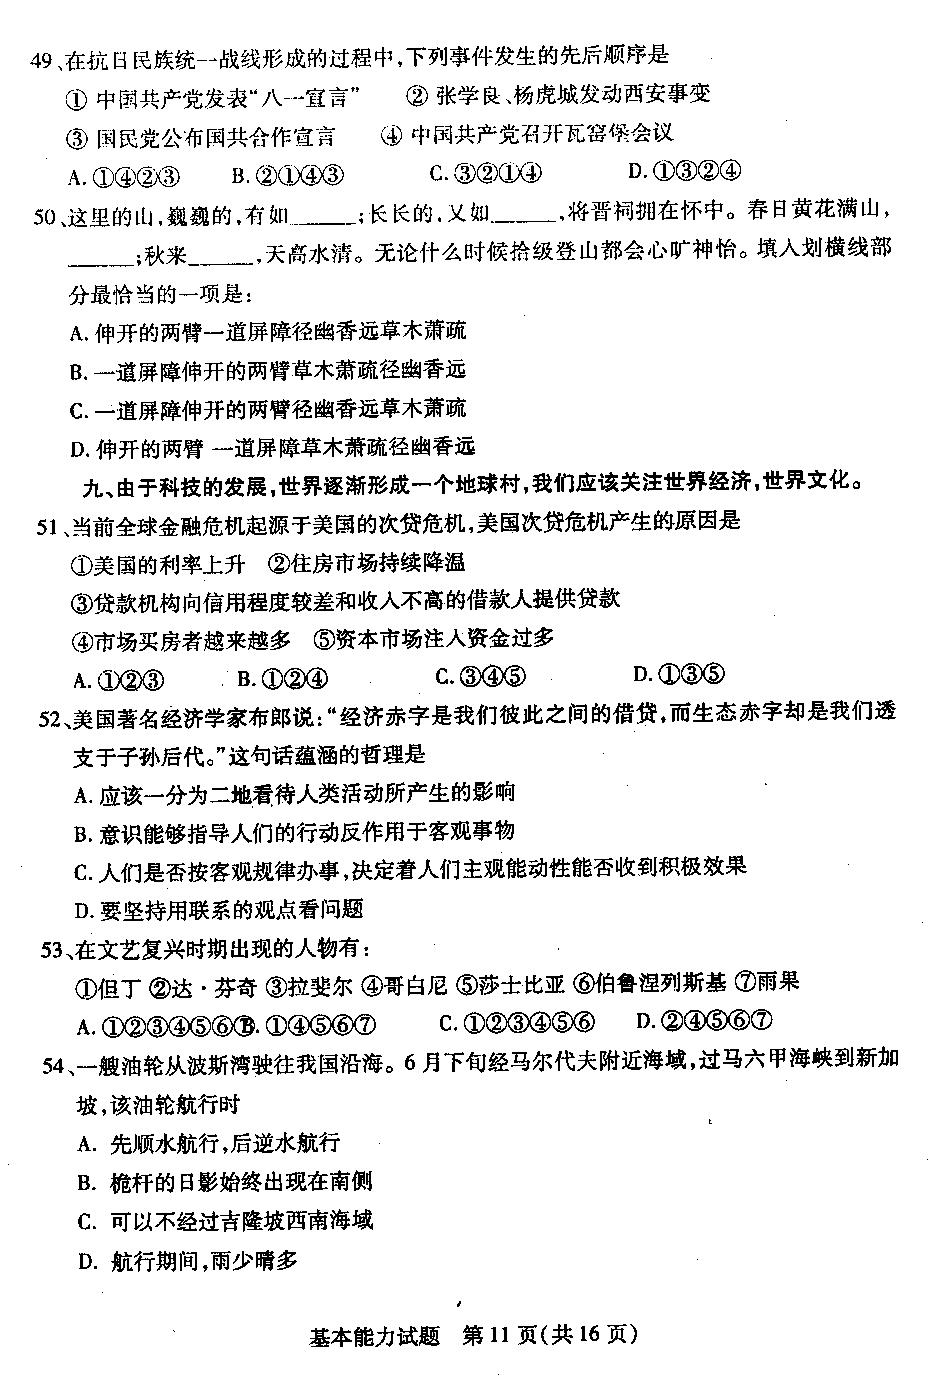 49、在抗日民族统一战线形成的过程中,下列事件发生的先后顺序是
① 中国共产党发表“八一宣言” ② 张学良、杨虎城发动西安事变
③ 国民党公布国共合作宣言 ④ 中国共产党召开瓦窑堡会议
A.①④②③ B.②①④③ C.③②①④ D.①③②④
50、这里的山,巍巍的,有如______;长长的,又如______,将晋祠拥在怀中。春日黄花满山,
______;秋来______,天高水清。无论什么时候拾级登山都会心旷神怡。填入划横线部
分最恰当的一项是:
A.伸开的两臂一道屏障径幽香远草木萧疏
B.一道屏障伸开的两臂草木萧疏径幽香远
C.一道屏障伸开的两臂径幽香远草木萧疏
D.伸开的两臂 一道屏障草木萧疏径幽香远
九、由于科技的发展,世界逐渐形成一个地球村,我们应该关注世界经济,世界文化。
51、当前全球金融危机起源于美国的次贷危机,美国次贷危机产生的原因是
①美国的利率上升 ②住房市场持续降温
③贷款机构向信用程度较差和收入不高的借款人提供贷款
④市场买房者越来越多 ⑤资本市场注入资金过多
A.①②③ B.①②④ C.③④⑤ D.①③⑤
52、美国著名经济学家布郎说:“经济赤字是我们彼此之间的借贷,而生态赤字却是我们透
支于子孙后代。”这句话蕴涵的哲理是
A.应该一分为二地看待人类活动所产生的影响
B.意识能够指导人们的行动反作用于客观事物
C.人们是否按客观规律办事,决定着人们主观能动性能否收到积极效果
D.要坚持用联系的观点看问题
53、在文艺复兴时期出现的人物有:
①但丁 ②达·芬奇 ③拉斐尔 ④哥白尼 ⑤莎士比亚 ⑥伯鲁涅列斯基 ⑦雨果
A.①②③④⑤⑥ B.①④⑤⑥⑦ C.①②③⑤⑥ D.②④⑤⑥⑦
54、一艘油轮从波斯湾驶往我国沿海。6月下旬经马尔代夫附近海域,过马六甲海峡到新加
坡,该油轮航行时
A. 先顺水航行,后逆水航行
B. 桅杆的日影始终出现在南侧
C. 可以不经过吉隆坡西南海域
D. 航行期间,雨少晴多
基本能力试题 第11页(共16页)